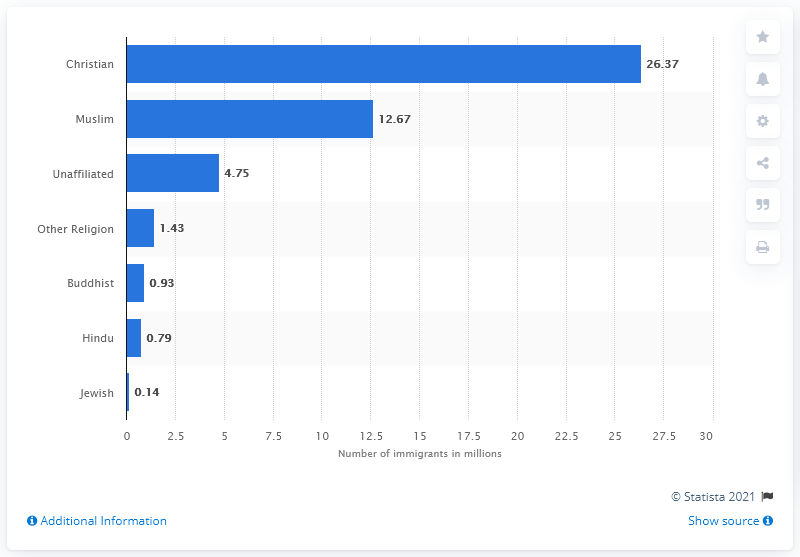 Christian 26.37
Muslim 12.67
Unaffiliated 4.75
Other Religion 1.43
Buddhist 0.93
Hindu 0.79
Jewish 0.14
0 2.5 5 7.5 10 12.5 15 17.5 20 22.5 25 27.5 30
Number of immigrants in millions
© Statista 2021
Additional Information Show source